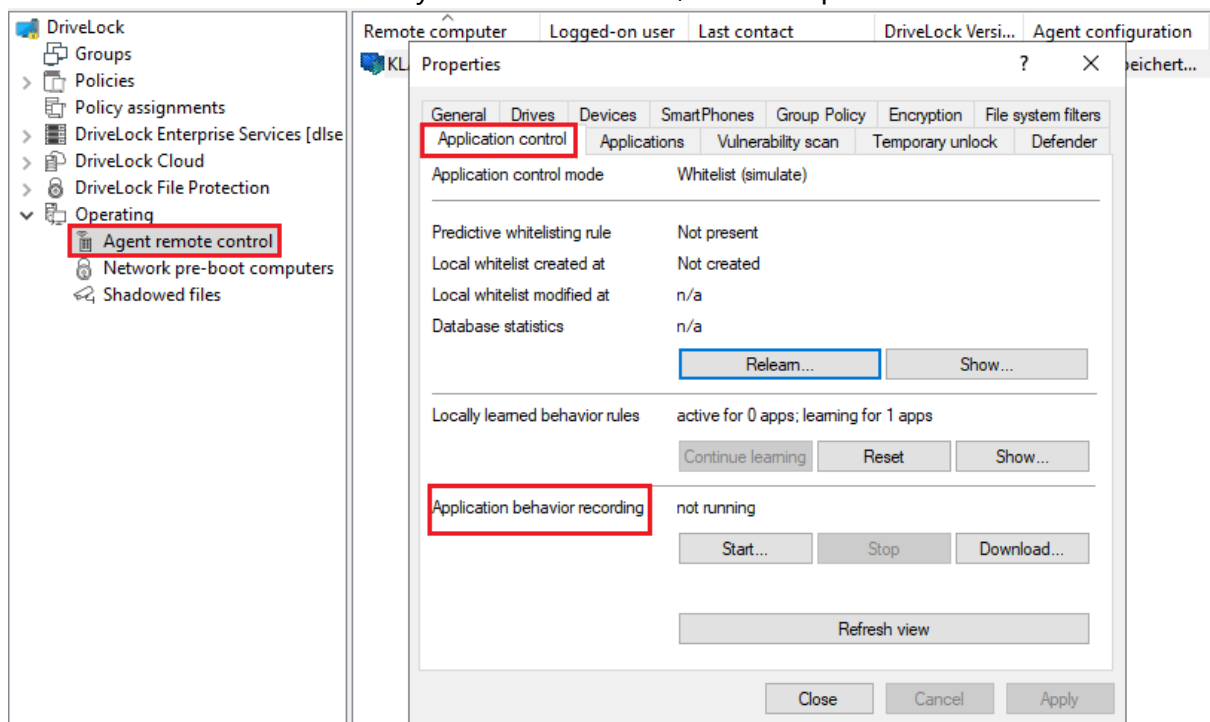 DriveLock
Groups
Policies
Policy assignments
DriveLock Enterprise Services [dlse
DriveLock Cloud
DriveLock File Protection
Operating
Agent remote control
Network pre-boot computers
Shadowed files
Remote computer Logged-on user Last contact DriveLock Versi... Agent configuration
KL
Properties ? X
peichert...
General Drives Devices SmartPhones Group Policy Encryption File system filters
Application control Applications Vulnerability scan Temporary unlock Defender
Application control mode Whitelist (simulate)
Predictive whitelisting rule Not present
Local whitelist created at Not created
Local whitelist modified at n/a
Database statistics n/a
Relearn... Show...
Locally learned behavior rules active for 0 apps; learning for 1 apps
Continue learning Reset Show...
Application behavior recording not running
Start... Stop Download...
Refresh view
Close Cancel Apply